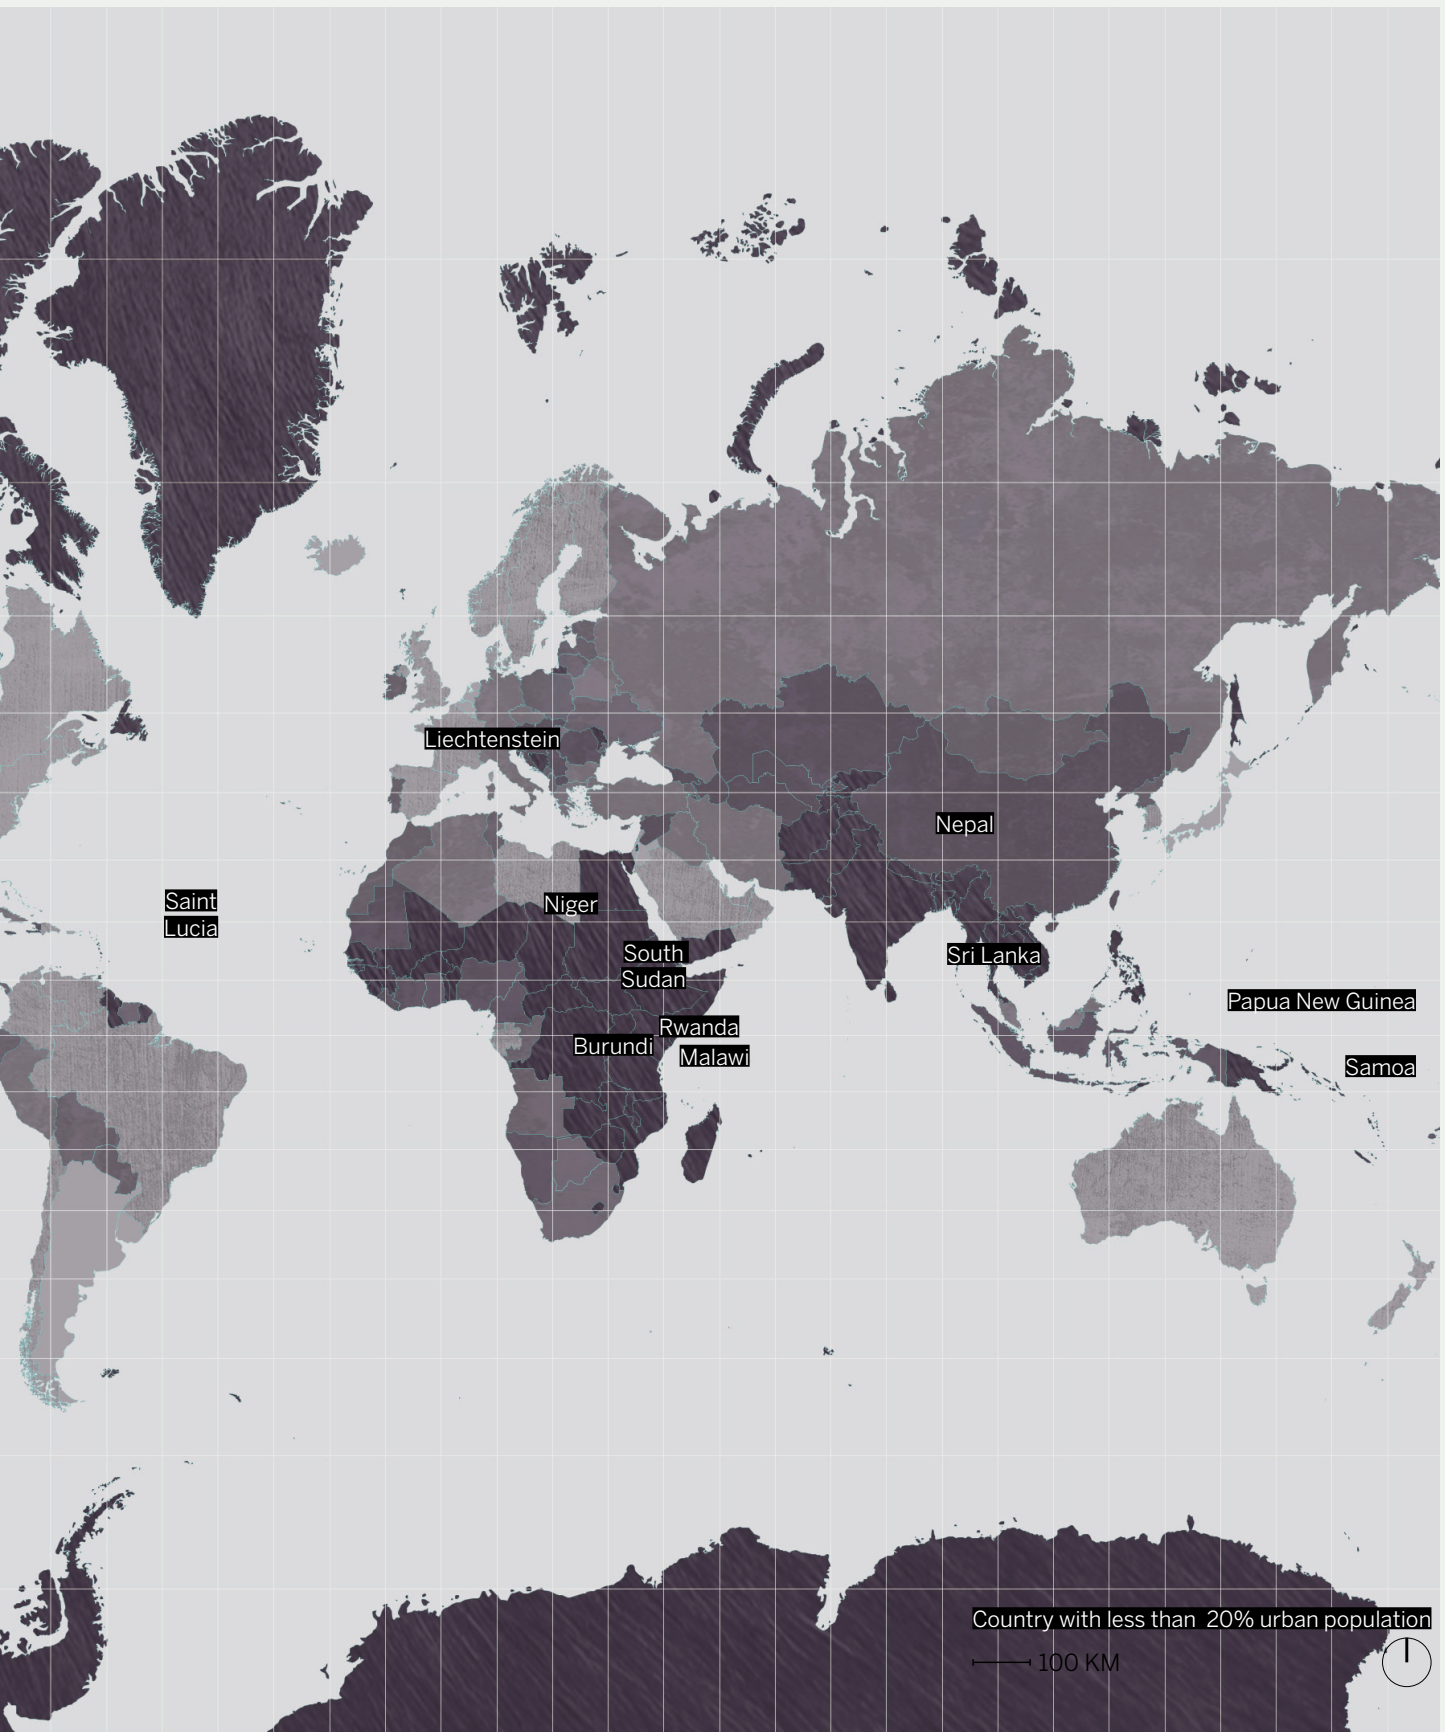 Liechtenstein
Nepal
Saint
Lucia
Niger
South
Sudan
Sri Lanka
Papua New Guinea
Rwanda
Burundi
Malawi
Samoa
Country with less than  20% urban population
100 KM